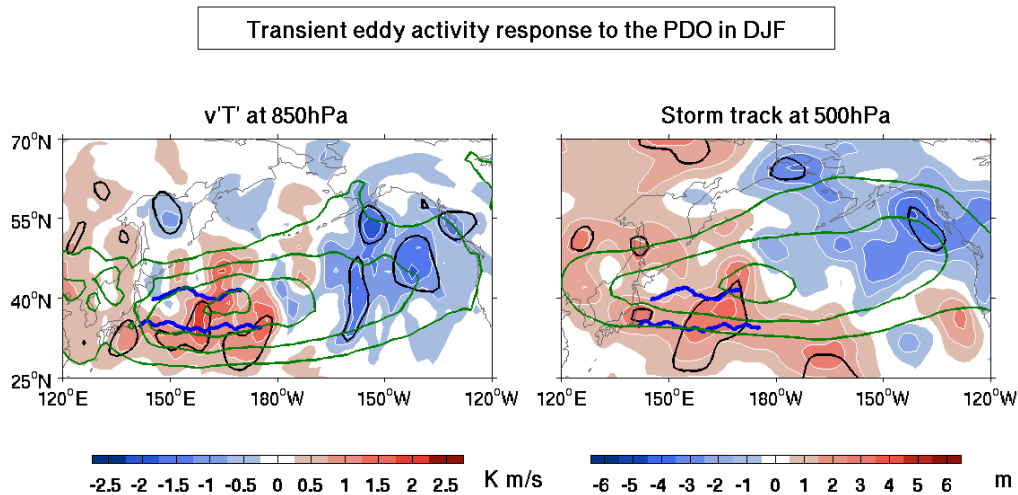 Transient eddy activity response to the PDO in DJF
v'T' at 850hPa
Storm track at 500hPa
70°N
55°N
40°N
25°N
120°E 150°E 180°W 150°W 120°W
70°N
55°N
40°N
25°N
120°E 150°E 180°W 150°W 120°W
-2.5 -2 -1.5 -1 -0.5 0 0.5 1 1.5 2 2.5 K m/s
-6 -5 -4 -3 -2 -1 0 1 2 3 4 5 6 m